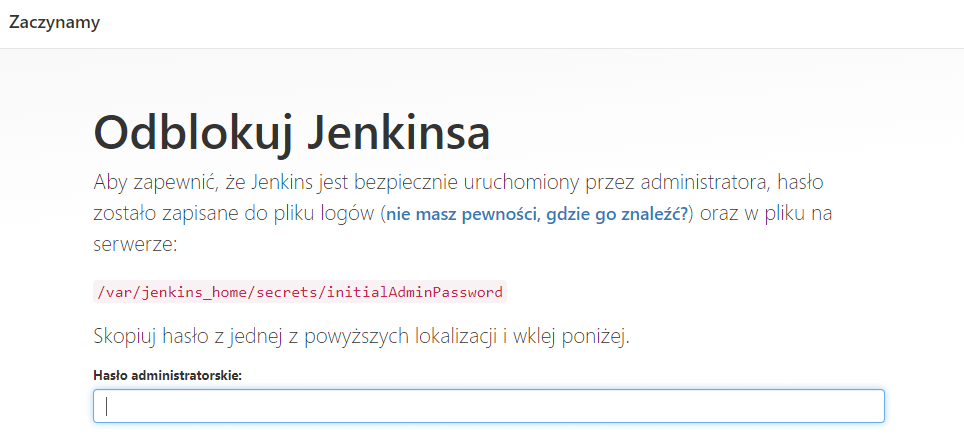 Zaczynamy
Odblokuj Jenkinsa
Aby zapewnić, że Jenkins jest bezpiecznie uruchomiony przez administratora, hasło
zostało zapisane do pliku logów (nie masz pewności, gdzie go znaleźć?) oraz w pliku na
serwerze:
/var/jenkins_home/secrets/initialAdminPassword
Skopiuj hasło z jednej z powyższych lokalizacji i wklej poniżej.
Hasło administratorskie: